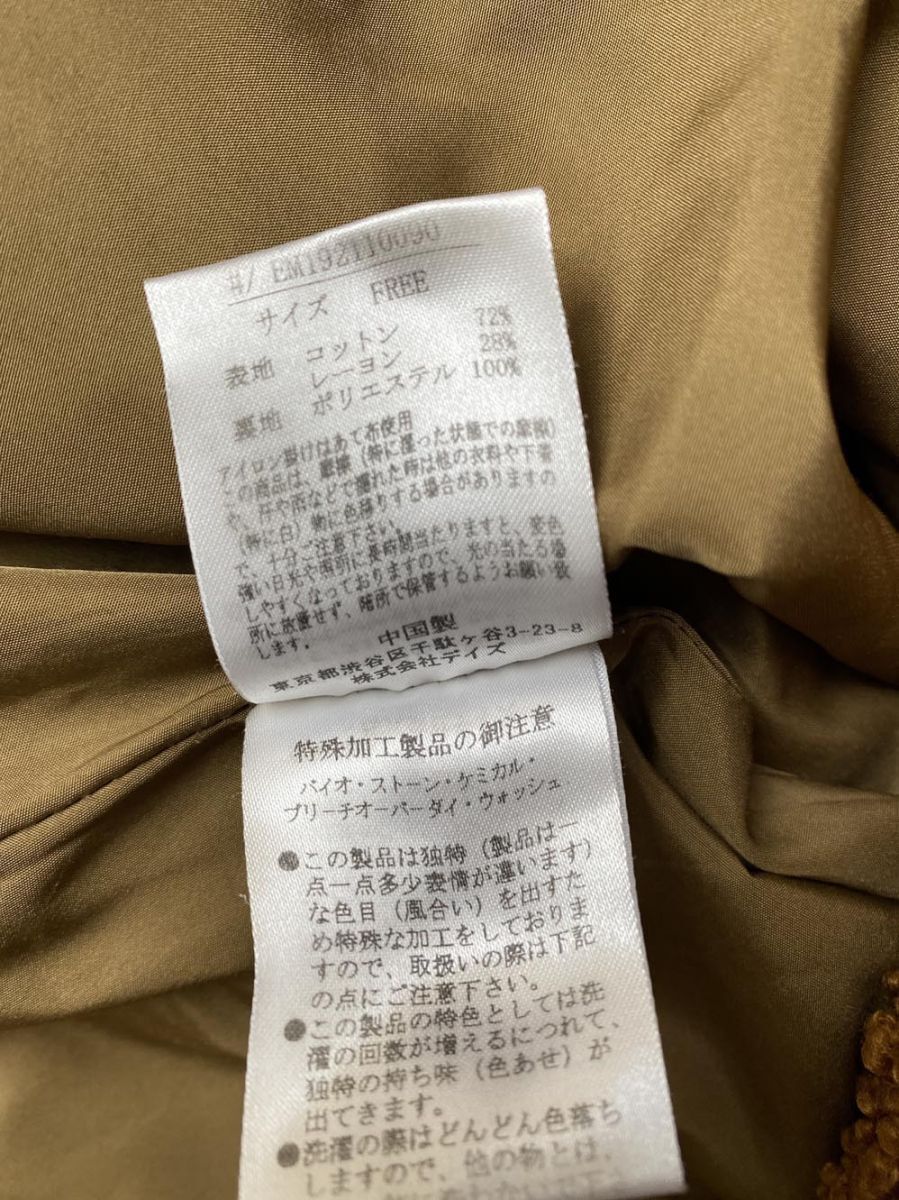 #/ EM192110090
サイズ FREE
表地 コットン 72%
レーヨン 28%
裏地 ポリエステル 100%
アイロン掛けはあて布使用
この商品は、摩擦（特に湿った状態での摩擦）
や、汗や雨などで濡れた時は他の衣料や下着
（特に白）物に色落りする場合がありますの
で、十分ご注意下さい。
強い日光や照明に長時間当たりますと、変色
しやすくなっておりますので、光の当たる場
所に放置せず、暗所で保管するようお願い致
します。
中国製
東京都渋谷区千駄ヶ谷3-23-8
株式会社デイズ
特殊加工製品の御注意
バイオ・ストーン・ケミカル・
ブリーチオーバーダイ・ウォッシュ
●この製品は独特（製品は一
点一点多少表情が違います）
な色目（風合い）を出すた
め特殊な加工をしておりま
すので、取扱いの際は下記
の点にご注意下さい。
●この製品の特色としては洗
濯の回数が増えるにつれて、
独特の持ち味（色あせ）が
出てきます。
●洗濯の際はどんどん色落ち
しますので、他の物とは、